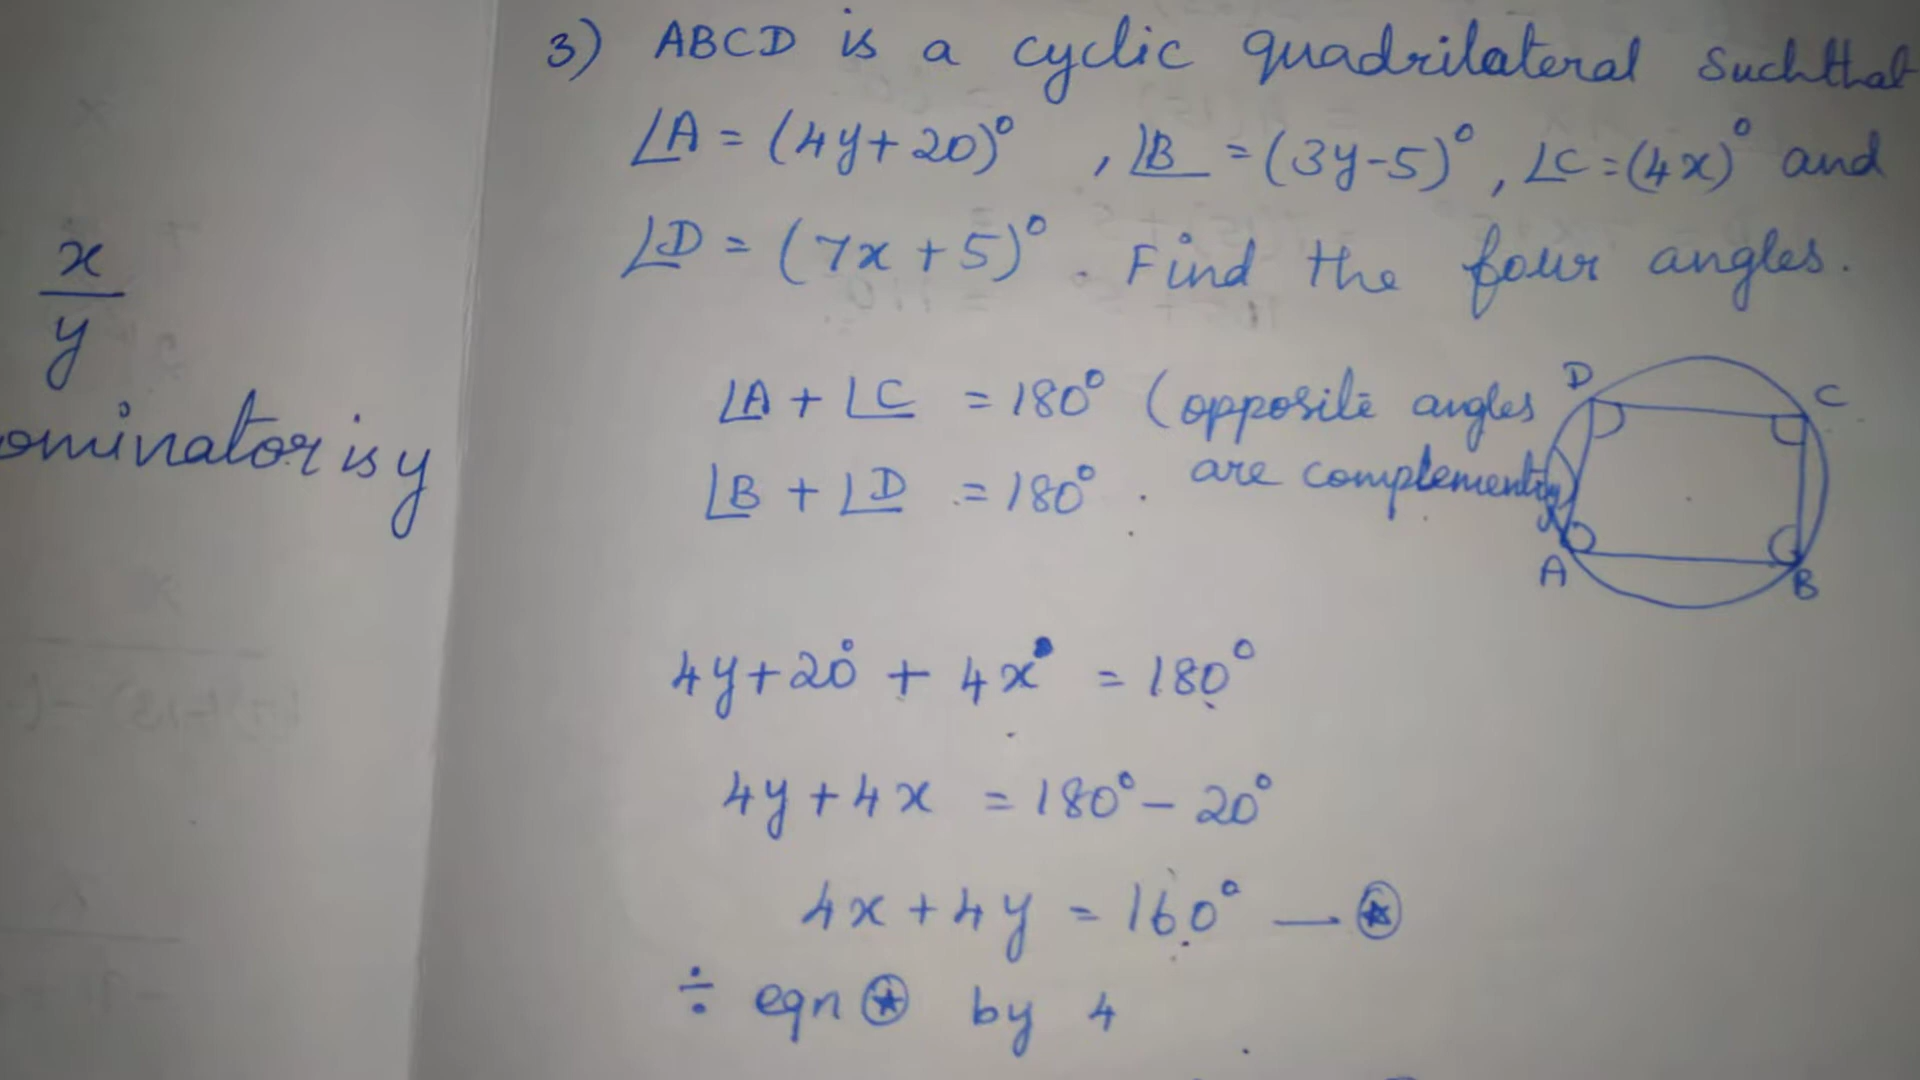 x
y
ominator is y
3) ABCD is a cyclic quadrilateral such that
∠A = (4y+20)° , ∠B = (3y-5)° , ∠C = (4x)° and
∠D = (7x+5)° . Find the four angles.
∠A + ∠C = 180° (opposite angles
∠B + ∠D = 180° . are complementry)
D C
A B
4y+20° + 4x° = 180°
4y+4x = 180° - 20°
4x+4y = 160° — ⍟
÷ eqn ⍟ by 4